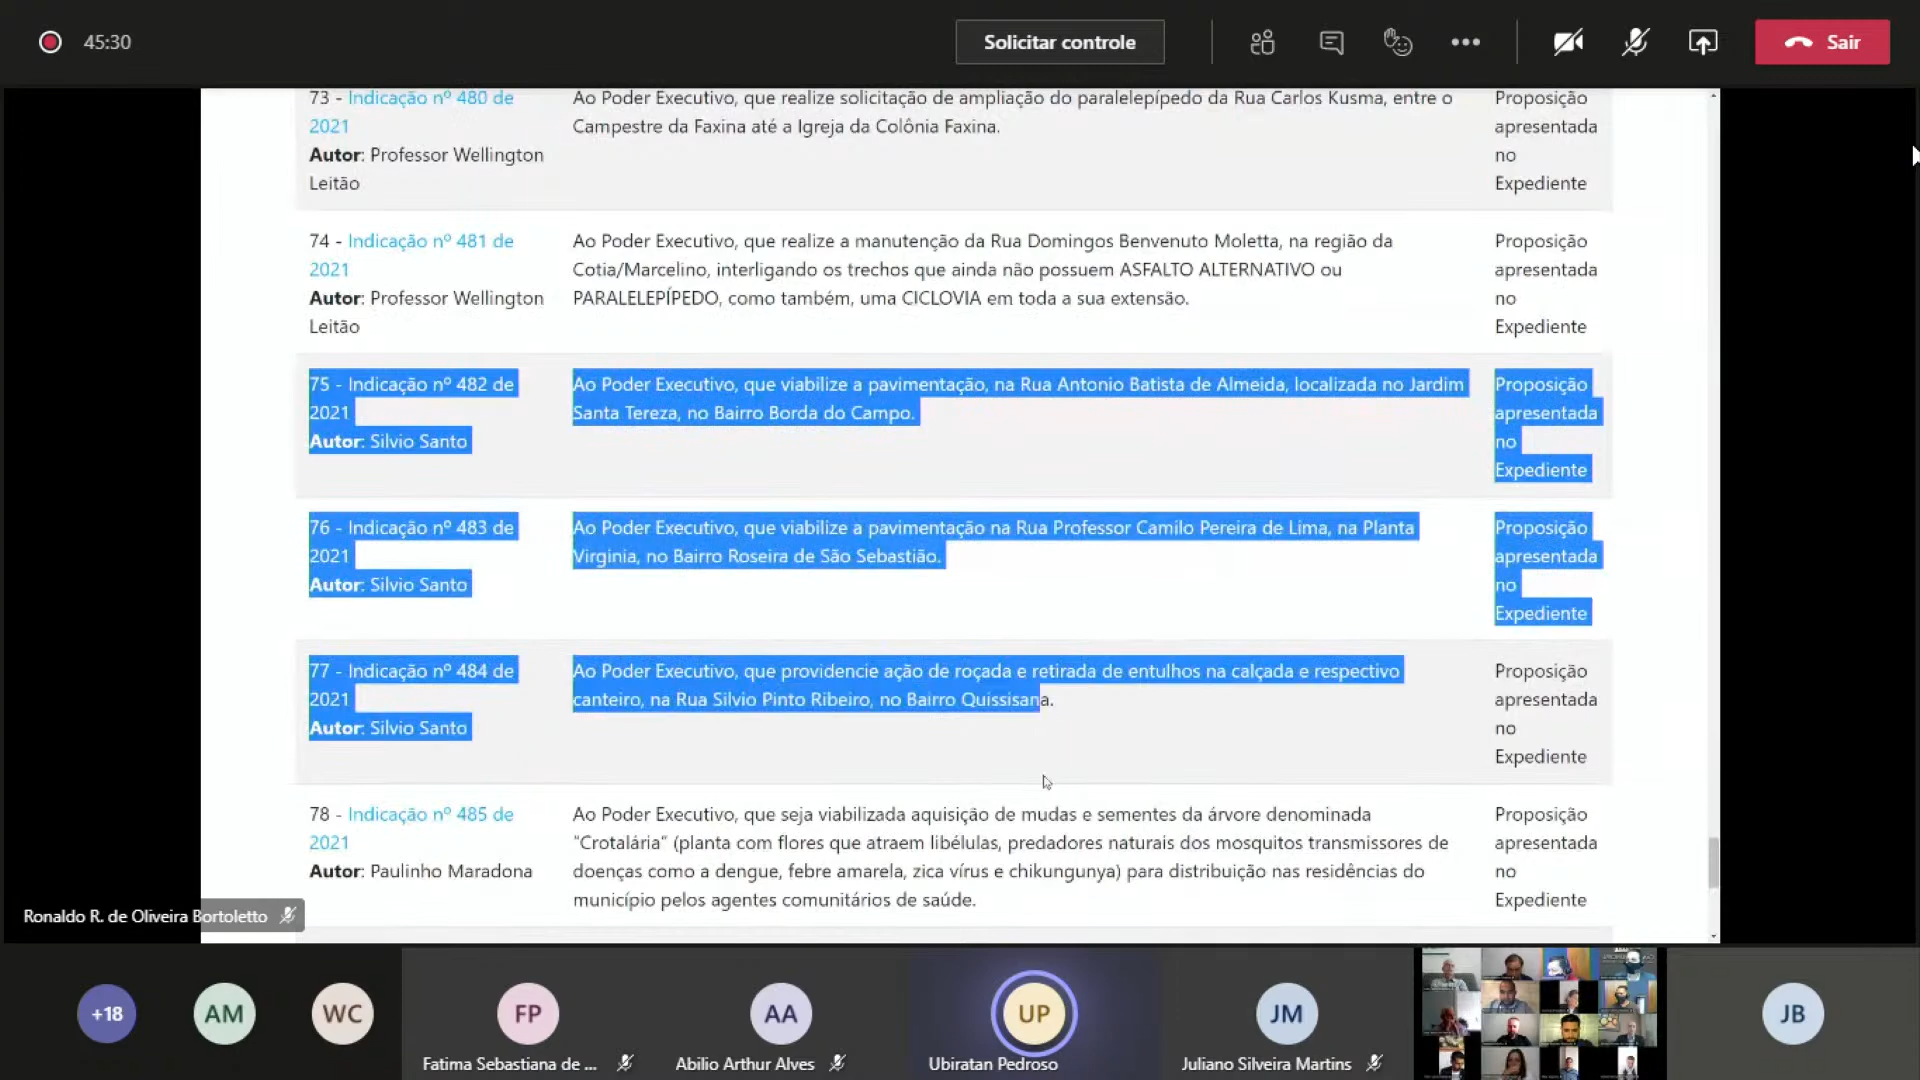 45:30
Solicitar controle
Sair
73 - Indicação nº 480 de
2021
Autor: Professor Wellington
Leitão
Ao Poder Executivo, que realize solicitação de ampliação do paralelepípedo da Rua Carlos Kusma, entre o
Campestre da Faxina até a Igreja da Colônia Faxina.
Proposição
apresentada
no
Expediente
74 - Indicação nº 481 de
2021
Autor: Professor Wellington
Leitão
Ao Poder Executivo, que realize a manutenção da Rua Domingos Benvenuto Moletta, na região da
Cotia/Marcelino, interligando os trechos que ainda não possuem ASFALTO ALTERNATIVO ou
PARALELEPÍPEDO, como também, uma CICLOVIA em toda a sua extensão.
Proposição
apresentada
no
Expediente
75 - Indicação nº 482 de
2021
Autor: Silvio Santo
Ao Poder Executivo, que viabilize a pavimentação, na Rua Antonio Batista de Almeida, localizada no Jardim
Santa Tereza, no Bairro Borda do Campo.
Proposição
apresentada
no
Expediente
76 - Indicação nº 483 de
2021
Autor: Silvio Santo
Ao Poder Executivo, que viabilize a pavimentação na Rua Professor Camilo Pereira de Lima, na Planta
Virginia, no Bairro Roseira de São Sebastião.
Proposição
apresentada
no
Expediente
77 - Indicação nº 484 de
2021
Autor: Silvio Santo
Ao Poder Executivo, que providencie ação de roçada e retirada de entulhos na calçada e respectivo
canteiro, na Rua Silvio Pinto Ribeiro, no Bairro Quissisana.
Proposição
apresentada
no
Expediente
78 - Indicação nº 485 de
2021
Autor: Paulinho Maradona
Ao Poder Executivo, que seja viabilizada aquisição de mudas e sementes da árvore denominada
"Crotalária" (planta com flores que atraem libélulas, predadores naturais dos mosquitos transmissores de
doenças como a dengue, febre amarela, zica vírus e chikungunya) para distribuição nas residências do
município pelos agentes comunitários de saúde.
Proposição
apresentada
no
Expediente
Ronaldo R. de Oliveira Bortoletto
+18
AM
WC
FP
Fatima Sebastiana de ...
AA
Abilio Arthur Alves
UP
Ubiratan Pedroso
JM
Juliano Silveira Martins
JB